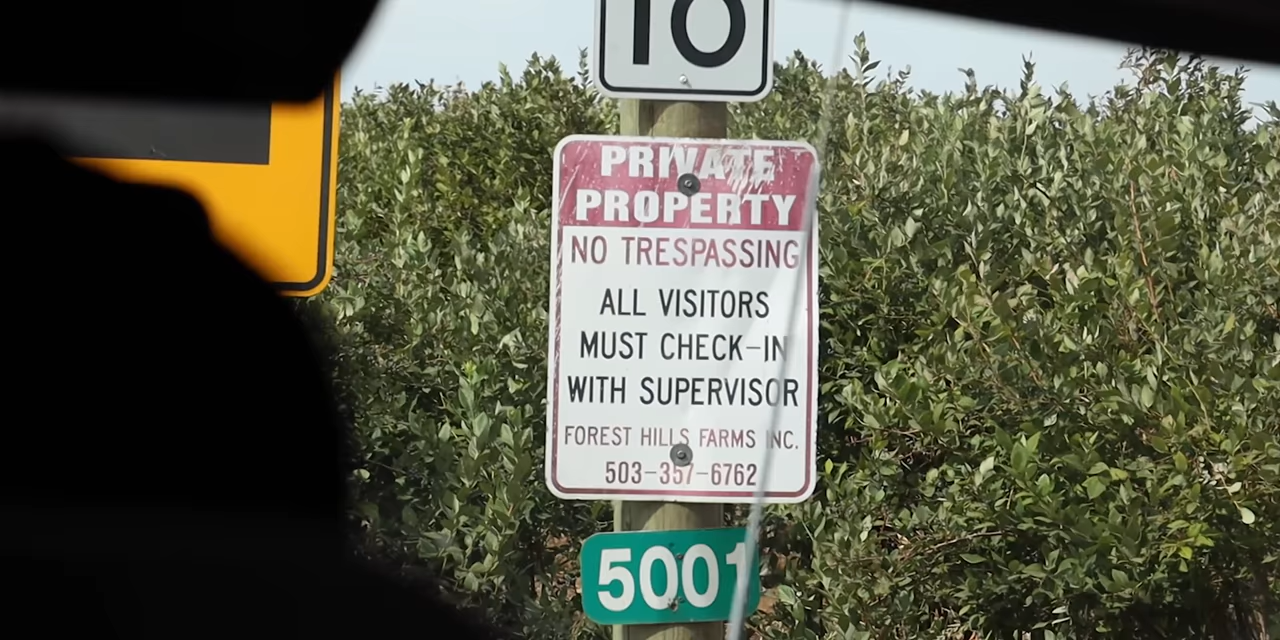 10
PRIVATE
PROPERTY
NO TRESPASSING
ALL VISITORS
MUST CHECK-IN
WITH SUPERVISOR
FOREST HILLS FARMS INC.
503-357-6762
5001